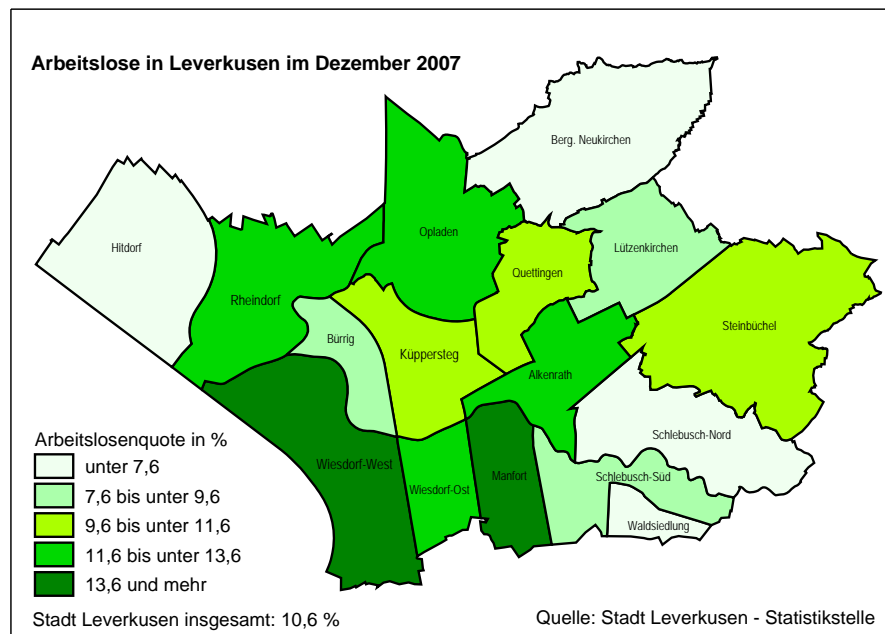 Arbeitslose in Leverkusen im Dezember 2007
Berg. Neukirchen
Hitdorf
Opladen
Lützenkirchen
Quettingen
Rheindorf
Steinbüchel
Bürrig
Küppersteg
Alkenrath
Schlebusch-Nord
Wiesdorf-West
Manfort
Schlebusch-Süd
Wiesdorf-Ost
Waldsiedlung
Arbeitslosenquote in %
unter 7,6
7,6 bis unter 9,6
9,6 bis unter 11,6
11,6 bis unter 13,6
13,6 und mehr
Stadt Leverkusen insgesamt: 10,6 %
Quelle: Stadt Leverkusen - Statistikstelle